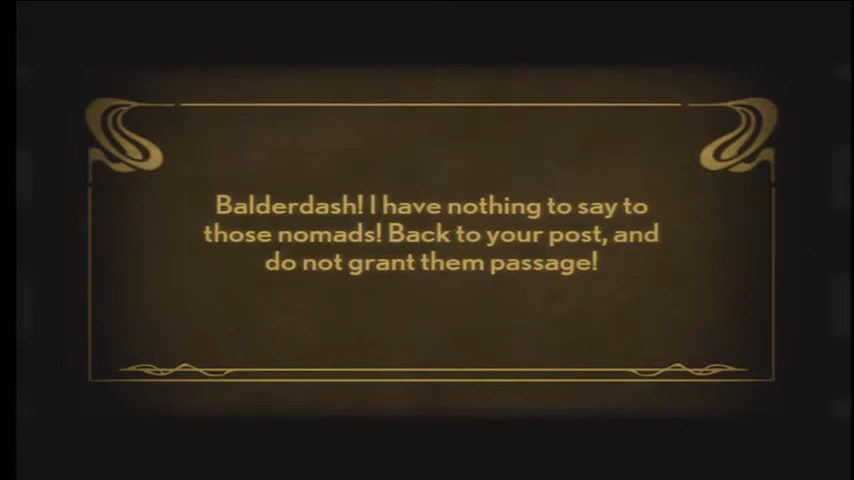 Balderdash! I have nothing to say to
those nomads! Back to your post, and
do not grant them passage!